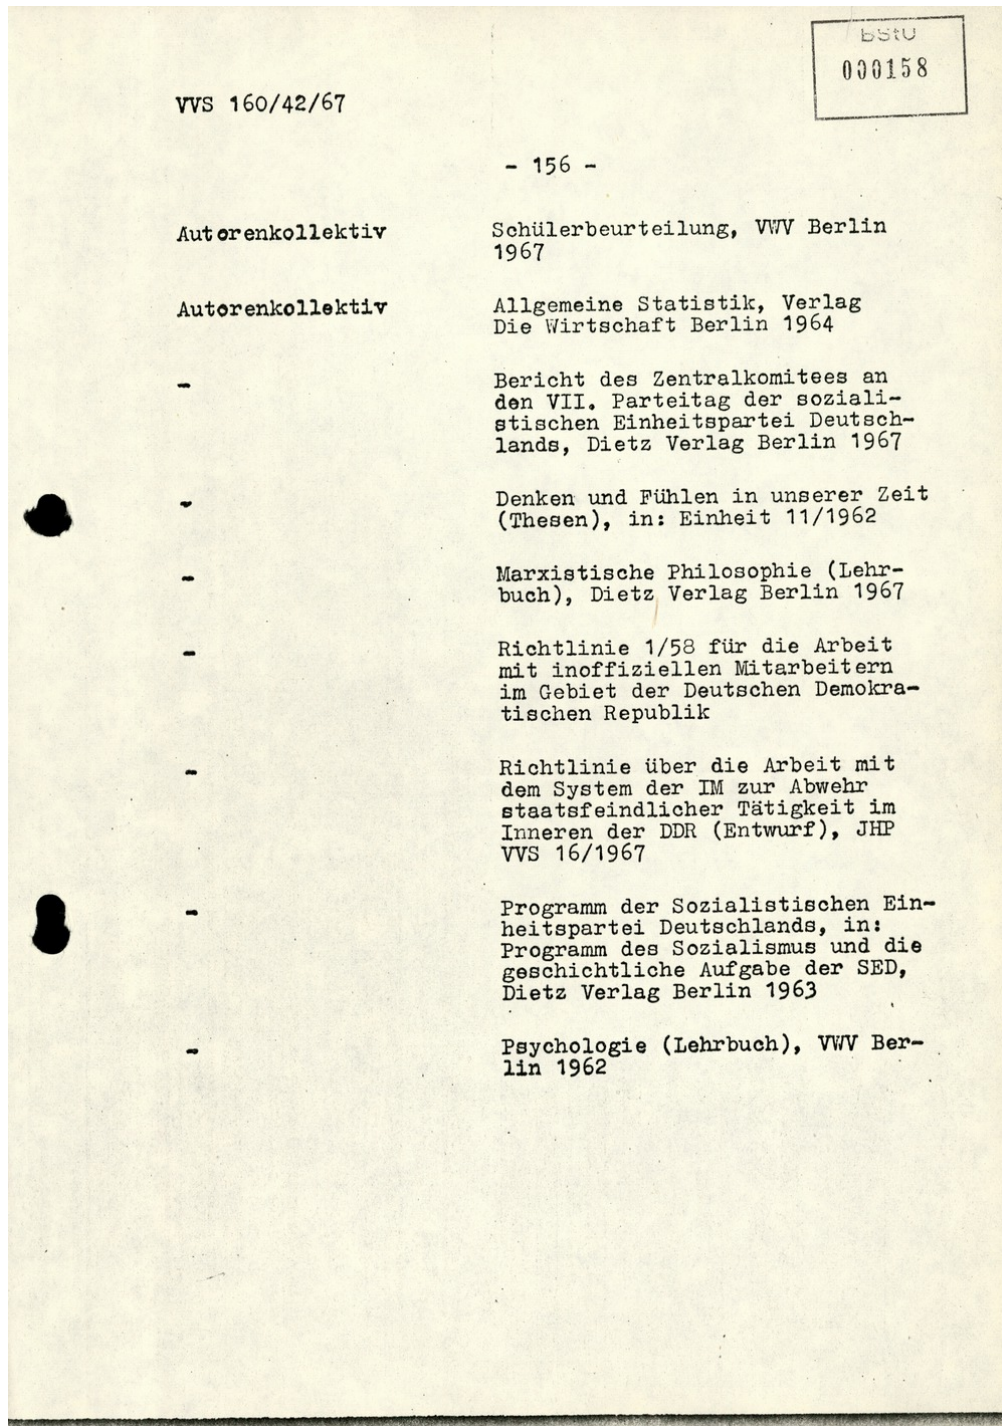 BStU
000158
VVS 160/42/67
- 156 -
Autorenkollektiv
Schülerbeurteilung, VWV Berlin
1967
Autorenkollektiv
Allgemeine Statistik, Verlag
Die Wirtschaft Berlin 1964
-
Bericht des Zentralkomitees an
den VII. Parteitag der soziali-
stischen Einheitspartei Deutsch-
lands, Dietz Verlag Berlin 1967
-
Denken und Fühlen in unserer Zeit
(Thesen), in: Einheit 11/1962
-
Marxistische Philosophie (Lehr-
buch), Dietz Verlag Berlin 1967
-
Richtlinie 1/58 für die Arbeit
mit inoffiziellen Mitarbeitern
im Gebiet der Deutschen Demokra-
tischen Republik
-
Richtlinie über die Arbeit mit
dem System der IM zur Abwehr
staatsfeindlicher Tätigkeit im
Inneren der DDR (Entwurf), JHP
VVS 16/1967
-
Programm der Sozialistischen Ein-
heitspartei Deutschlands, in:
Programm des Sozialismus und die
geschichtliche Aufgabe der SED,
Dietz Verlag Berlin 1963
-
Psychologie (Lehrbuch), VWV Ber-
lin 1962